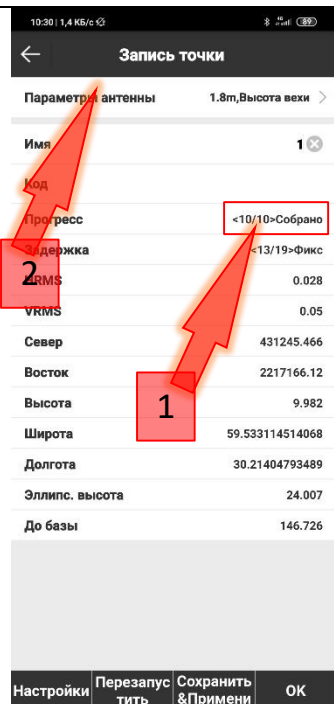 10:30 | 1,4 КБ/с
4G 89
Запись точки
Параметры антенны 1.8m,Высота вехи
Имя 1
Код
Прогресс <10/10>Собрано
Задержка <13/19>Фикс
2 HRMS 0.028
VRMS 0.05
Север 431245.466
Восток 2217166.12
Высота 9.982
1
Широта 59.533114514068
Долгота 30.21404793489
Эллипс. высота 24.007
До базы 146.726
Настройки Перезапус Сохранить OK
тить &Примени